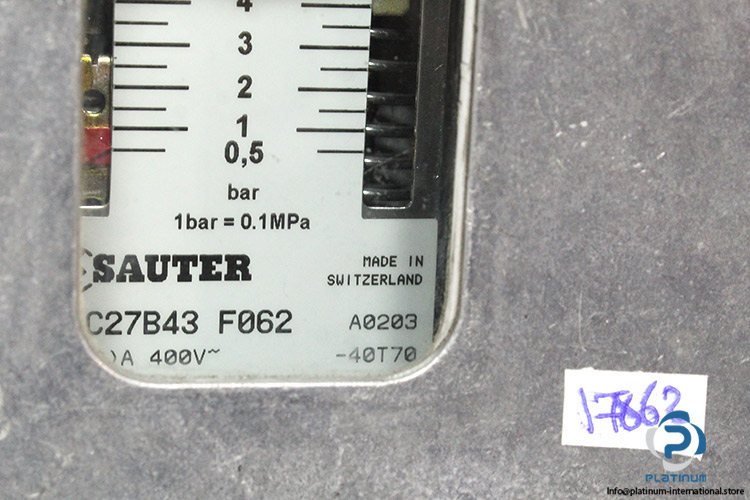 4
3
2
1
0,5
bar
1bar = 0.1MPa
SAUTER
MADE IN
SWITZERLAND
C27B43 F062
A0203
A 400V~
-40T70
17862
PLATINUM
Info@platinum-international.store